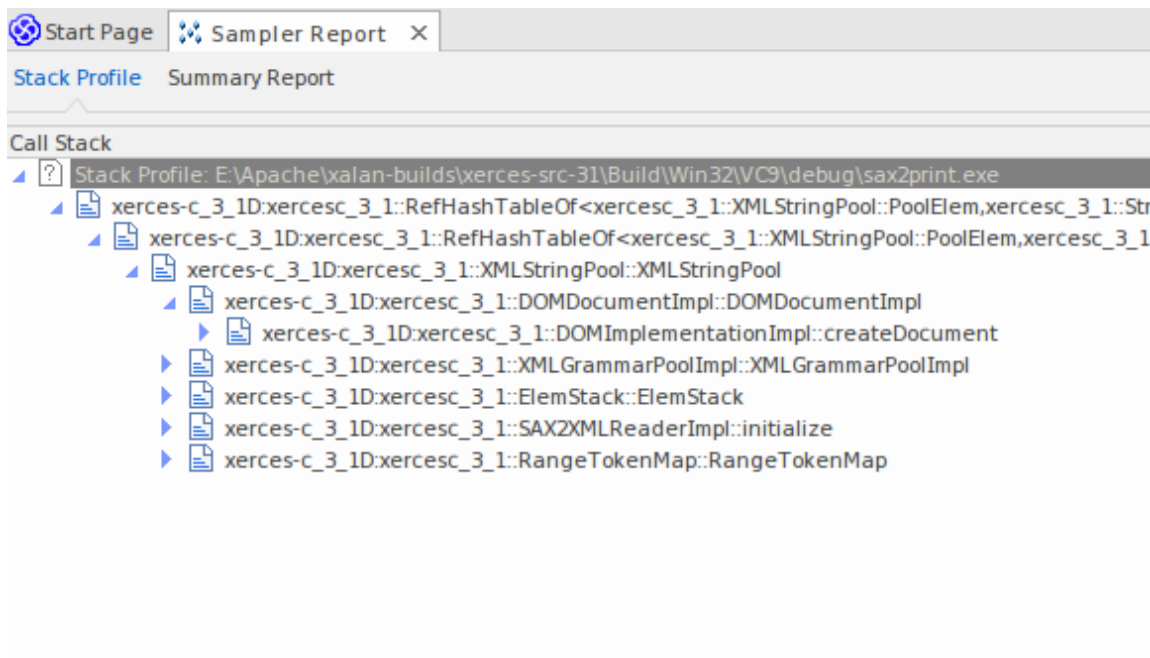 Start Page Sampler Report ×
Stack Profile Summary Report
Call Stack
? Stack Profile: E:\Apache\xalan-builds\xerces-src-31\Build\Win32\VC9\debug\sax2print.exe
xerces-c_3_1D:xercesc_3_1::RefHashTableOf<xercesc_3_1::XMLStringPool::PoolElem,xercesc_3_1::Str
xerces-c_3_1D:xercesc_3_1::RefHashTableOf<xercesc_3_1::XMLStringPool::PoolElem,xercesc_3_1
xerces-c_3_1D:xercesc_3_1::XMLStringPool::XMLStringPool
xerces-c_3_1D:xercesc_3_1::DOMDocumentImpl::DOMDocumentImpl
xerces-c_3_1D:xercesc_3_1::DOMImplementationImpl::createDocument
xerces-c_3_1D:xercesc_3_1::XMLGrammarPoolImpl::XMLGrammarPoolImpl
xerces-c_3_1D:xercesc_3_1::ElemStack::ElemStack
xerces-c_3_1D:xercesc_3_1::SAX2XMLReaderImpl::initialize
xerces-c_3_1D:xercesc_3_1::RangeTokenMap::RangeTokenMap